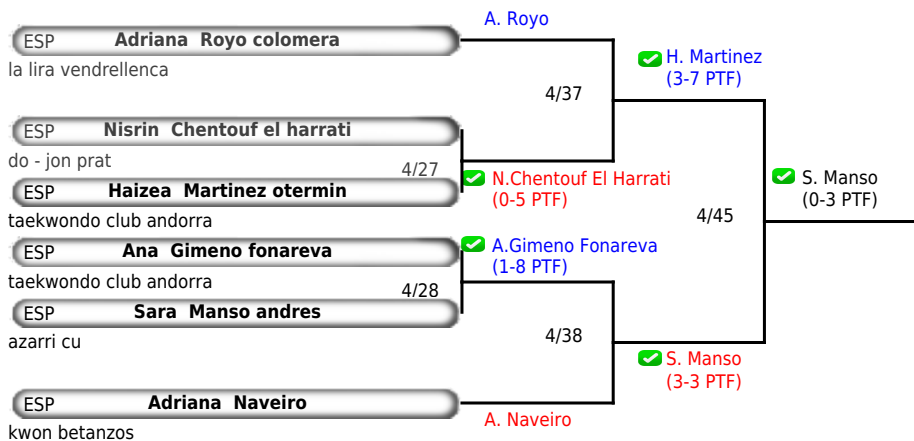 A. Royo
ESP Adriana Royo colomera
la lira vendrellenca
H. Martinez
(3-7 PTF)
4/37
ESP Nisrin Chentouf el harrati
do - jon prat
4/27
N.Chentouf El Harrati
(0-5 PTF)
ESP Haizea Martinez otermin
taekwondo club andorra
S. Manso
(0-3 PTF)
4/45
ESP Ana Gimeno fonareva
taekwondo club andorra
A.Gimeno Fonareva
(1-8 PTF)
4/28
ESP Sara Manso andres
azarri cu
4/38
S. Manso
(3-3 PTF)
ESP Adriana Naveiro
kwon betanzos
A. Naveiro